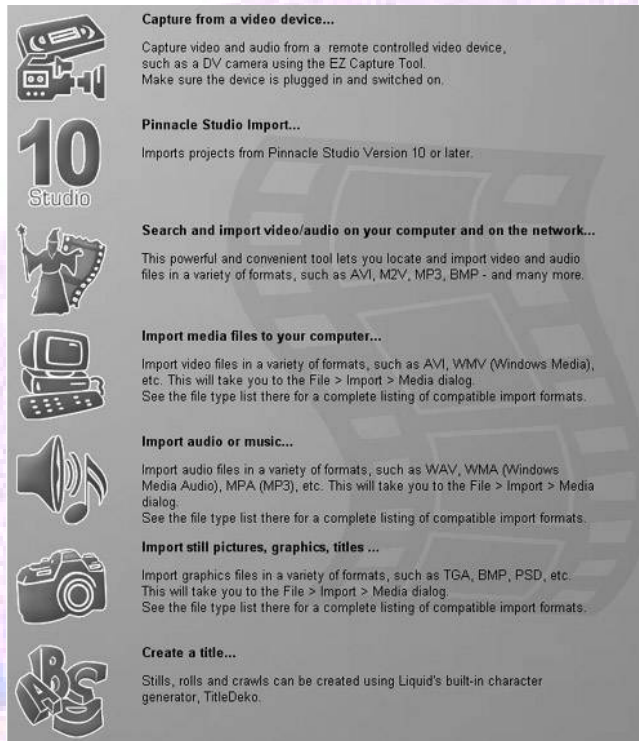 Capture from a video device...
Capture video and audio from a remote controlled video device,
such as a DV camera using the EZ Capture Tool.
Make sure the device is plugged in and switched on.
10
Studio
Pinnacle Studio Import...
Imports projects from Pinnacle Studio Version 10 or later.
Search and import video/audio on your computer and on the network...
This powerful and convenient tool lets you locate and import video and audio
files in a variety of formats, such as AVI, M2V, MP3, BMP - and many more.
Import media files to your computer...
Import video files in a variety of formats, such as AVI, WMV (Windows Media),
etc. This will take you to the File > Import > Media dialog.
See the file type list there for a complete listing of compatible import formats.
Import audio or music...
Import audio files in a variety of formats, such as WAV, WMA (Windows
Media Audio), MPA (MP3), etc. This will take you to the File > Import > Media
dialog.
See the file type list there for a complete listing of compatible import formats.
Import still pictures, graphics, titles ...
Import graphics files in a variety of formats, such as TGA, BMP, PSD, etc.
This will take you to the File > Import > Media dialog.
See the file type list there for a complete listing of compatible import formats.
ABC
Create a title...
Stills, rolls and crawls can be created using Liquid's built-in character
generator, TitleDeko.